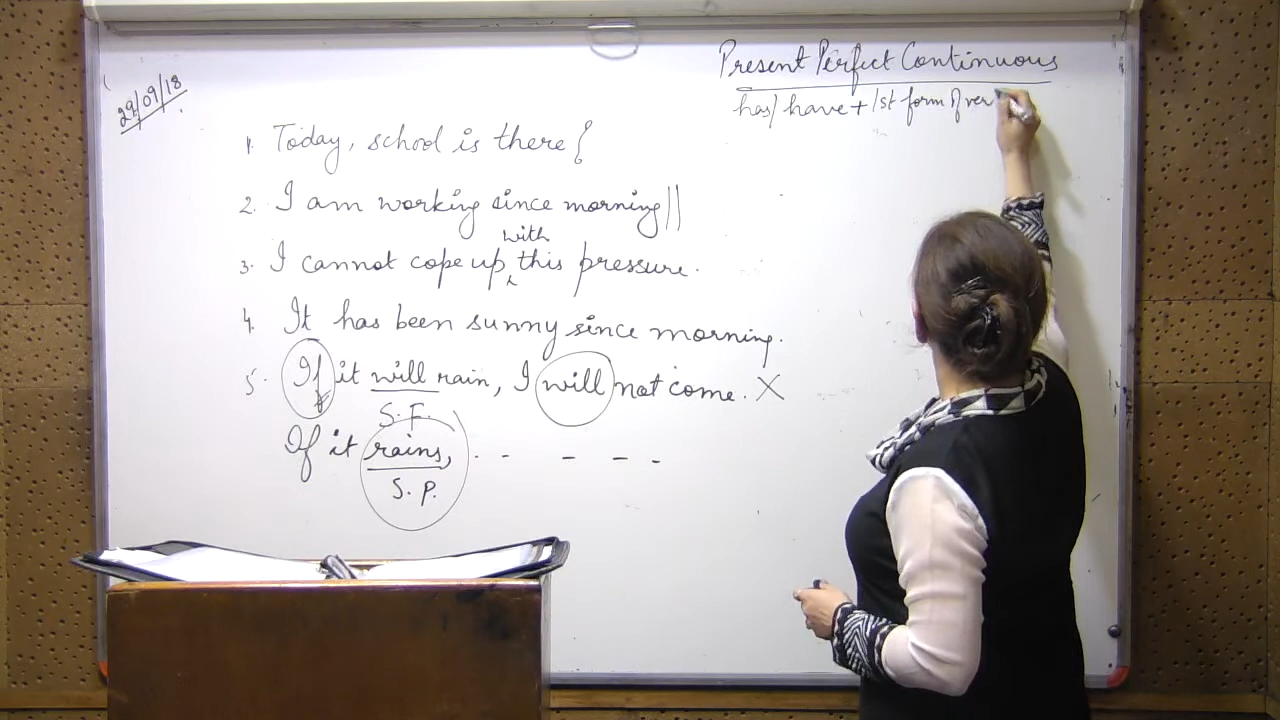 29/09/18
Present Perfect Continuous
has/ have + 1st form of ver
1. Today, school is there {
2. I am working since morning ||
with
3. I cannot cope up ^ this pressure.
4. It has been sunny since morning.
5. If it will rain, I will not come. X
S. F.
If it rains, . - - - -
S. P.